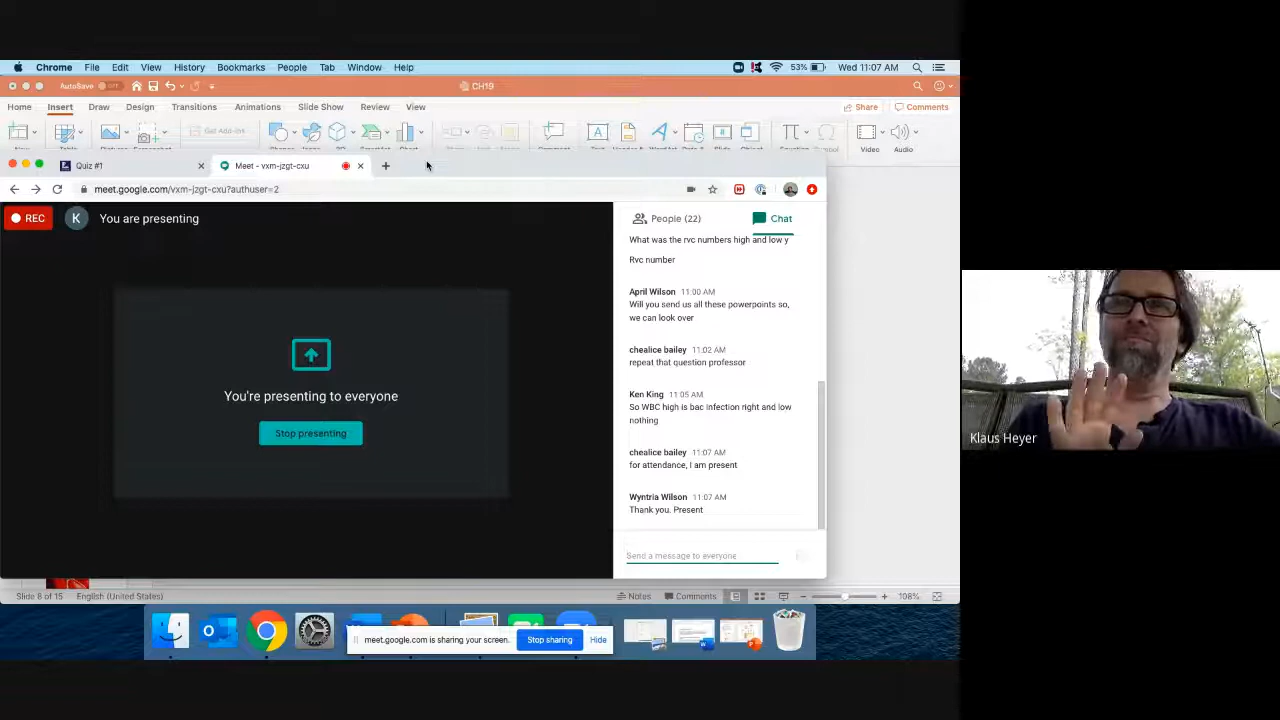 Chrome File Edit View History Bookmarks People Tab Window Help 53% Wed 11:07 AM
AutoSave CH19
Home Insert Draw Design Transitions Animations Slide Show Review View Share Comments
Get Add-ins
Video Audio
Quiz #1 Meet - vxm-jzgt-cxu
meet.google.com/vxm-jzgt-cxu?authuser=2
REC K You are presenting
People (22) Chat
What was the rvc numbers high and low y
Rvc number
April Wilson 11:00 AM
Will you send us all these powerpoints so,
we can look over
chealice bailey 11:02 AM
repeat that question professor
Ken King 11:05 AM
So WBC high is bac infection right and low
nothing
chealice bailey 11:07 AM
for attendance, I am present
Wyntria Wilson 11:07 AM
Thank you. Present
Send a message to everyone
You're presenting to everyone
Stop presenting
Klaus Heyer
Slide 8 of 15 English (United States) Notes Comments 108%
meet.google.com is sharing your screen. Stop sharing Hide